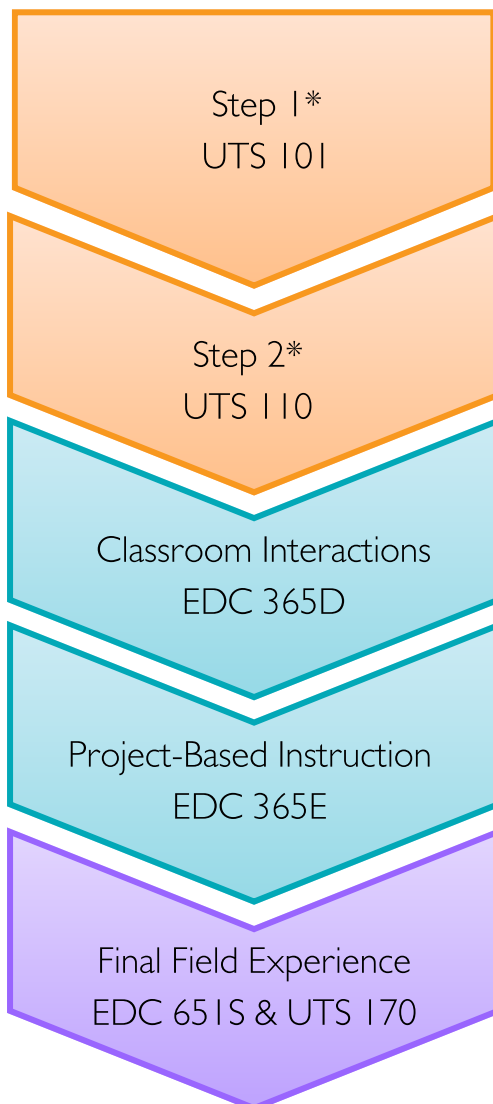 Step 1*
UTS 101
Step 2*
UTS 110
Classroom Interactions
EDC 365D
Project-Based Instruction
EDC 365E
Final Field Experience
EDC 651S & UTS 170